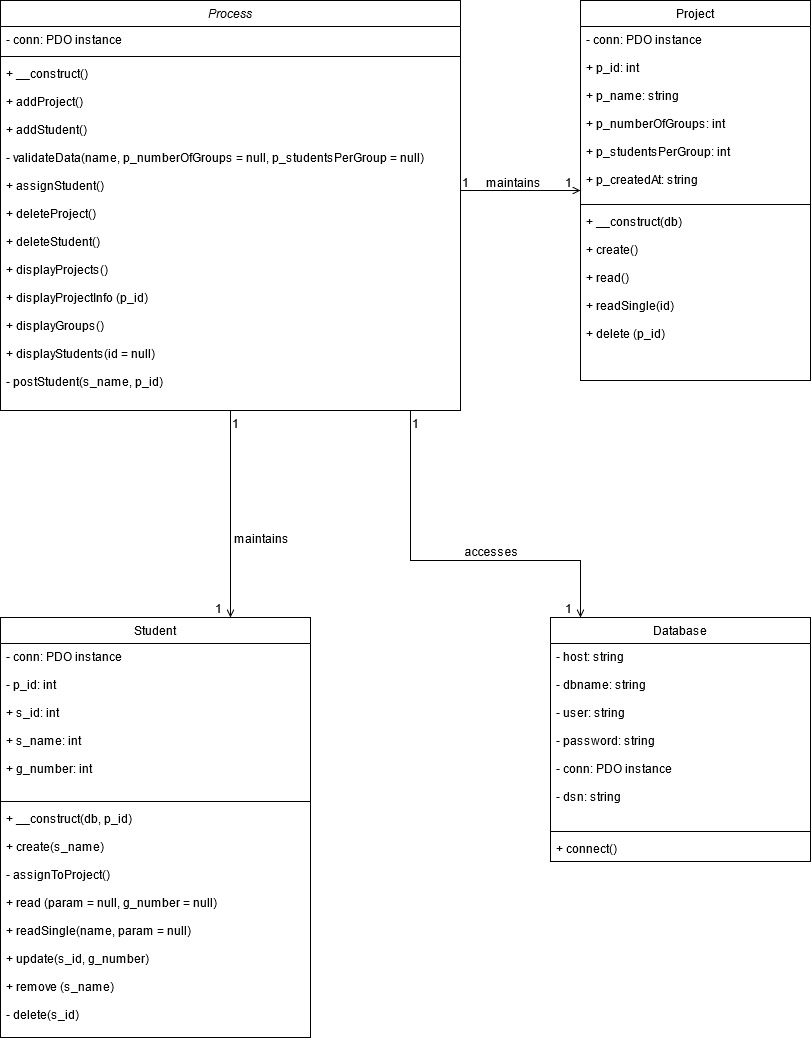 Process
- conn: PDO instance
+ __construct()
+ addProject()
+ addStudent()
- validateData(name, p_numberOfGroups = null, p_studentsPerGroup = null)
+ assignStudent()
+ deleteProject()
+ deleteStudent()
+ displayProjects()
+ displayProjectInfo (p_id)
+ displayGroups()
+ displayStudents(id = null)
- postStudent(s_name, p_id)
1 maintains 1
Project
- conn: PDO instance
+ p_id: int
+ p_name: string
+ p_numberOfGroups: int
+ p_studentsPerGroup: int
+ p_createdAt: string
+ __construct(db)
+ create()
+ read()
+ readSingle(id)
+ delete (p_id)
1
maintains
1
1
accesses
1
Student
- conn: PDO instance
- p_id: int
+ s_id: int
+ s_name: int
+ g_number: int
+ __construct(db, p_id)
+ create(s_name)
- assignToProject()
+ read (param = null, g_number = null)
+ readSingle(name, param = null)
+ update(s_id, g_number)
+ remove (s_name)
- delete(s_id)
Database
- host: string
- dbname: string
- user: string
- password: string
- conn: PDO instance
- dsn: string
+ connect()